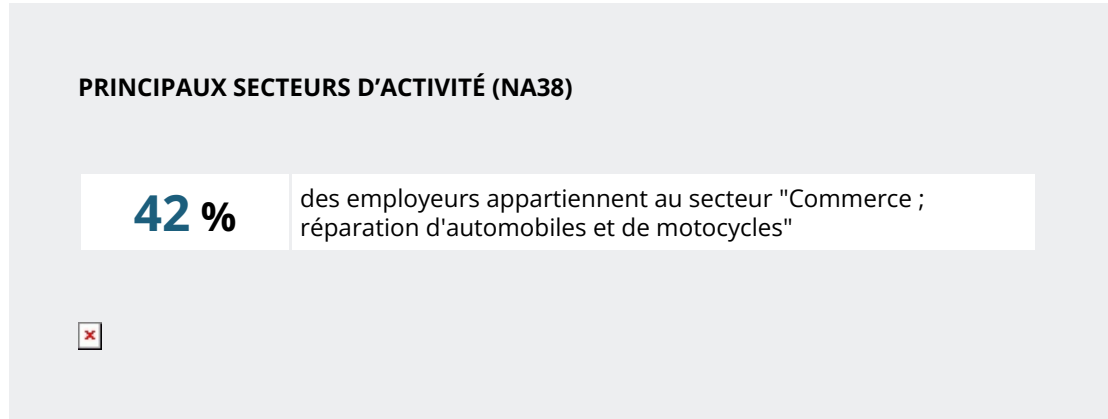 PRINCIPAUX SECTEURS D’ACTIVITÉ (NA38)
42 %
des employeurs appartiennent au secteur "Commerce ;
réparation d'automobiles et de motocycles"